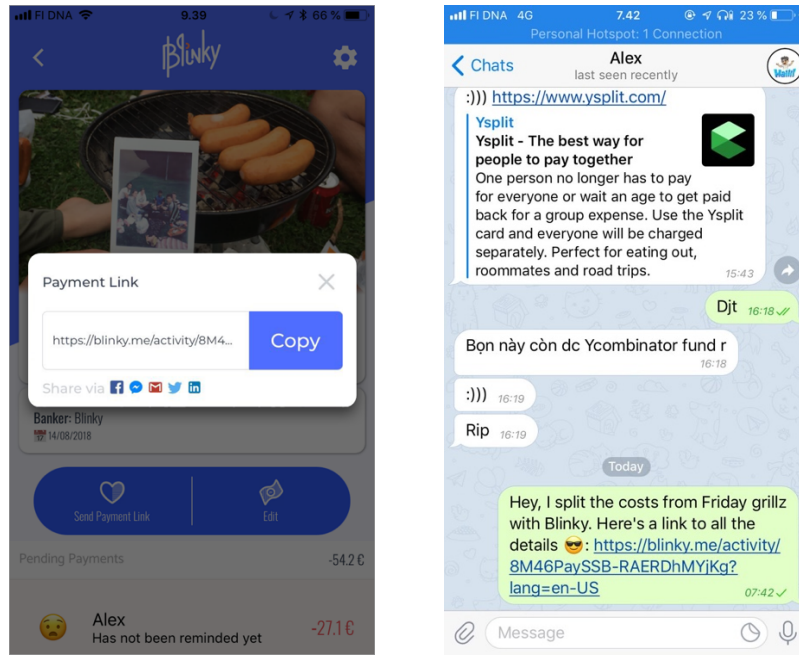 FI DNA 9.39 66 %
Blinky
Payment Link
https://blinky.me/activity/8M4...
Copy
Share via
Banker: Blinky
14/08/2018
Send Payment Link
Edit
Pending Payments -54.2 €
Alex
Has not been reminded yet
-27.1 €
FI DNA 4G 7.42 23 %
Personal Hotspot: 1 Connection
Chats
Alex
last seen recently
Wallit!
:))) https://www.ysplit.com/
Ysplit
Ysplit - The best way for
people to pay together
One person no longer has to pay
for everyone or wait an age to get paid
back for a group expense. Use the Ysplit
card and everyone will be charged
separately. Perfect for eating out,
roommates and road trips.
15:43
Djt 16:18
Bọn này còn dc Ycombinator fund r
16:18
:))) 16:19
Rip 16:19
Today
Hey, I split the costs from Friday grillz
with Blinky. Here's a link to all the
details 😎: https://blinky.me/activity/
8M46PaySSB-RAERDhMYjKg?
lang=en-US
07:42
Message